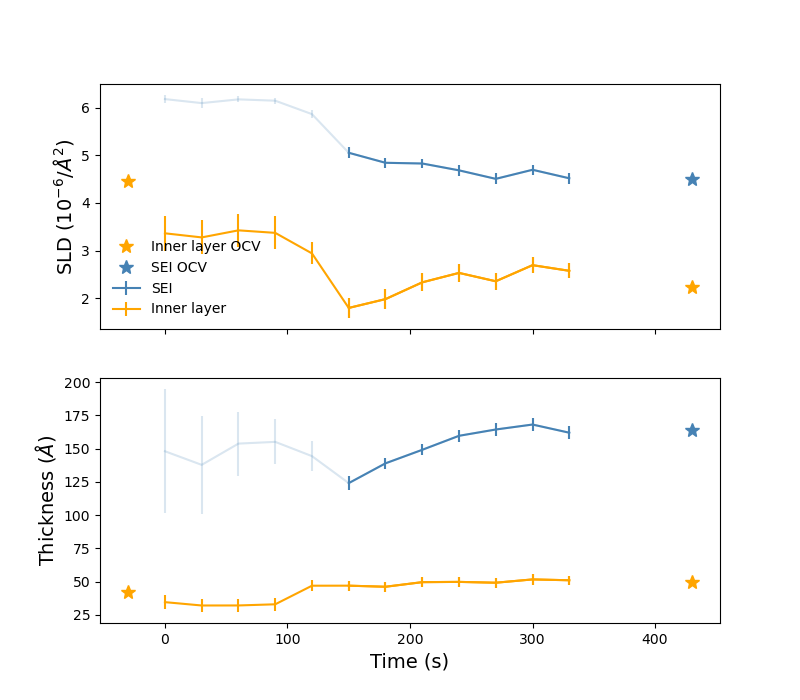 6
5
4
3
2
SLD (10⁻⁶/Å²)
Inner layer OCV
SEI OCV
SEI
Inner layer
200
175
150
125
100
75
50
25
Thickness (Å)
0 100 200 300 400
Time (s)